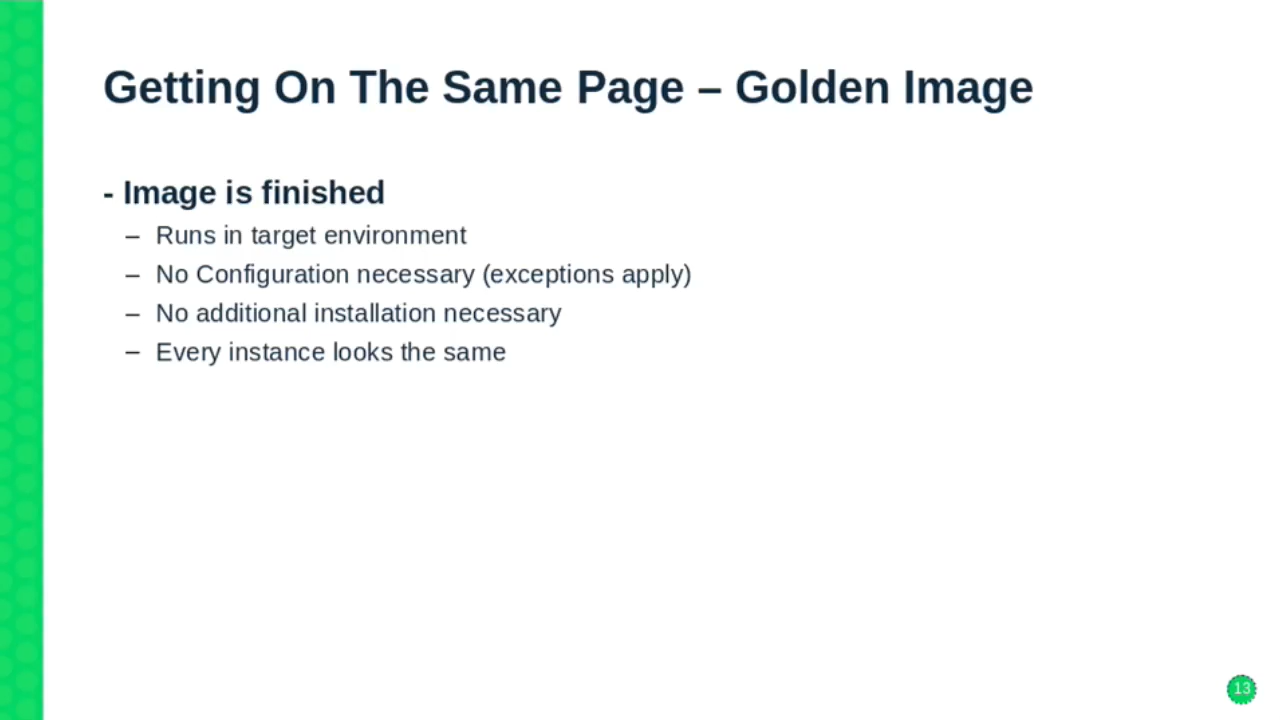 Getting On The Same Page – Golden Image
- Image is finished
– Runs in target environment
– No Configuration necessary (exceptions apply)
– No additional installation necessary
– Every instance looks the same
13